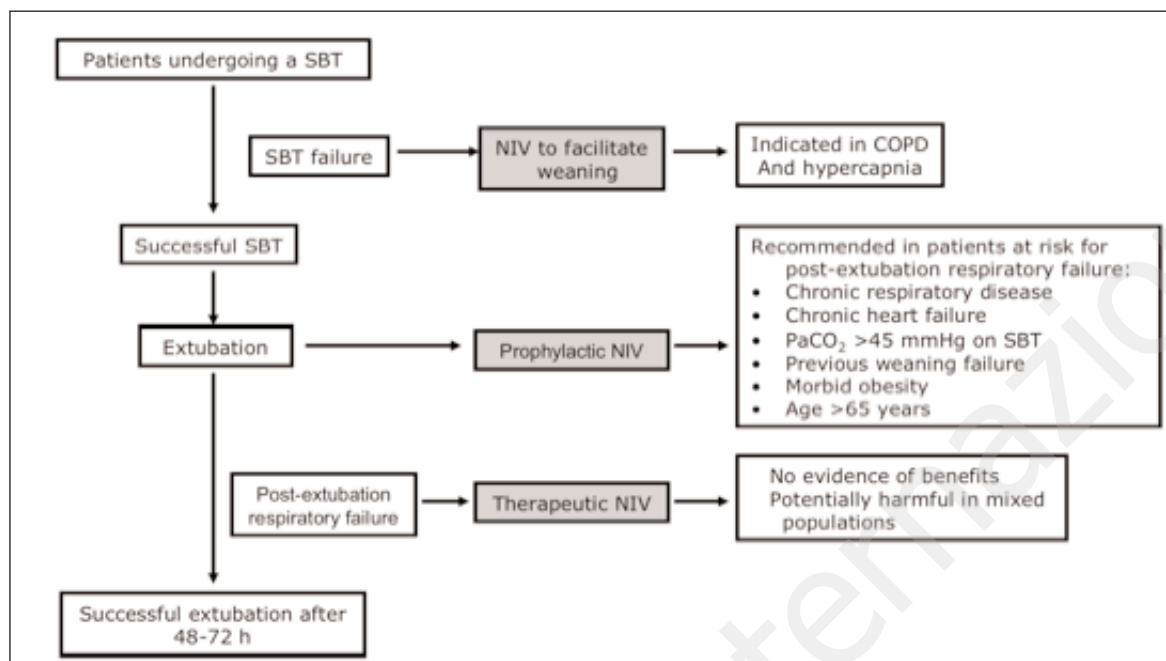 Patients undergoing a SBT
SBT failure
NIV to facilitate
weaning
Indicated in COPD
And hypercapnia
Successful SBT
Recommended in patients at risk for
post-extubation respiratory failure:
• Chronic respiratory disease
• Chronic heart failure
• PaCO₂ >45 mmHg on SBT
• Previous weaning failure
• Morbid obesity
• Age >65 years
Extubation
Prophylactic NIV
Post-extubation
respiratory failure
Therapeutic NIV
No evidence of benefits
Potentially harmful in mixed
populations
Successful extubation after
48-72 h